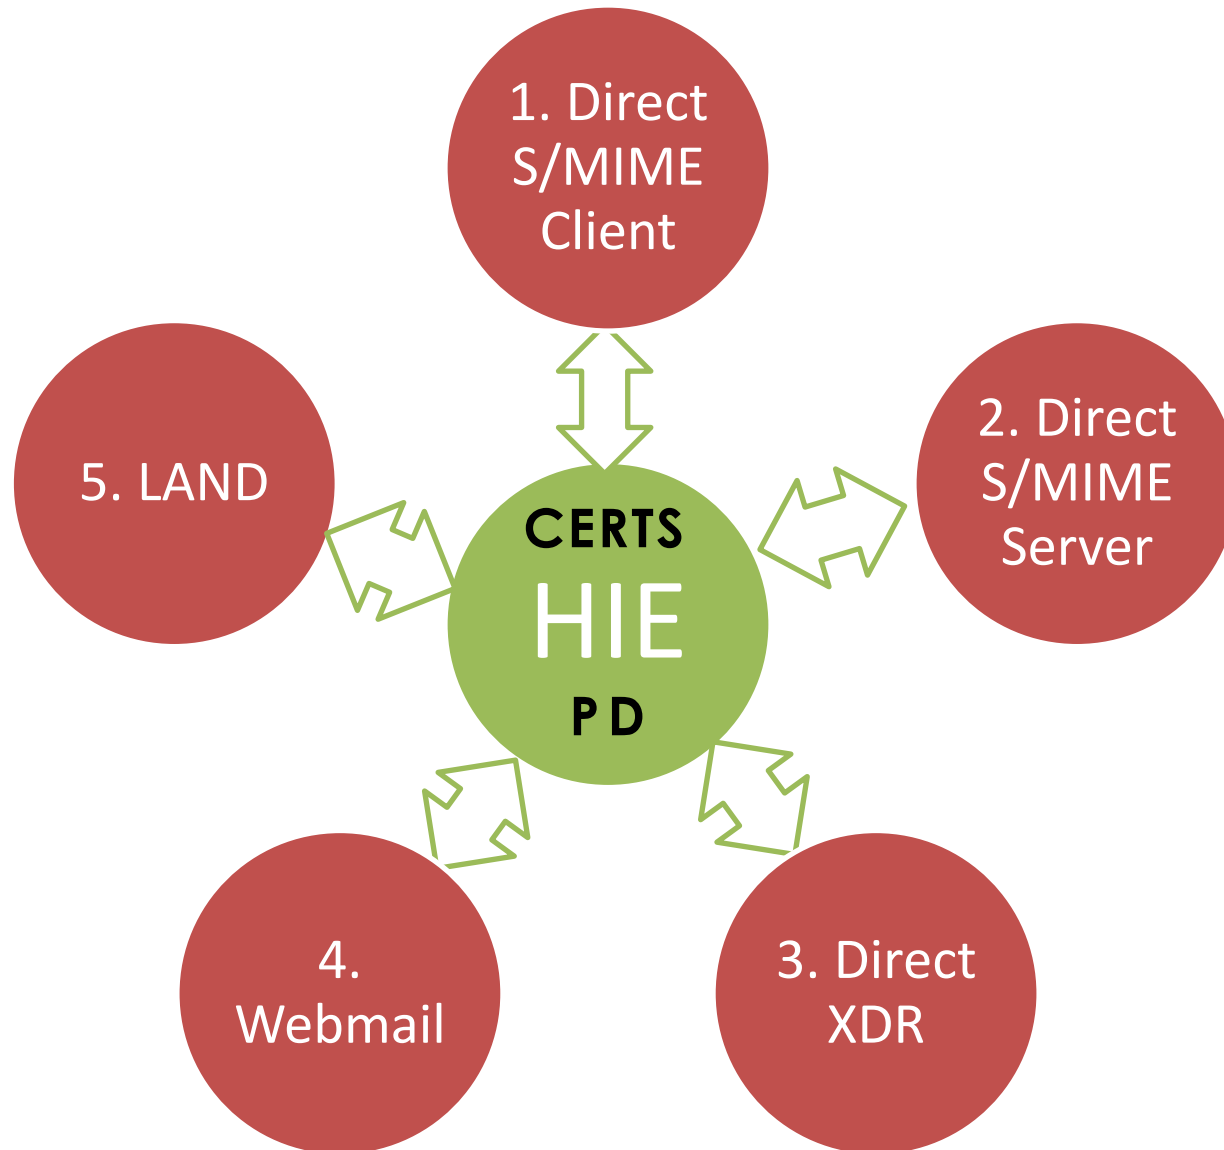 1. Direct
S/MIME
Client
2. Direct
S/MIME
Server
3. Direct
XDR
4.
Webmail
5. LAND
CERTS
HIE
PD